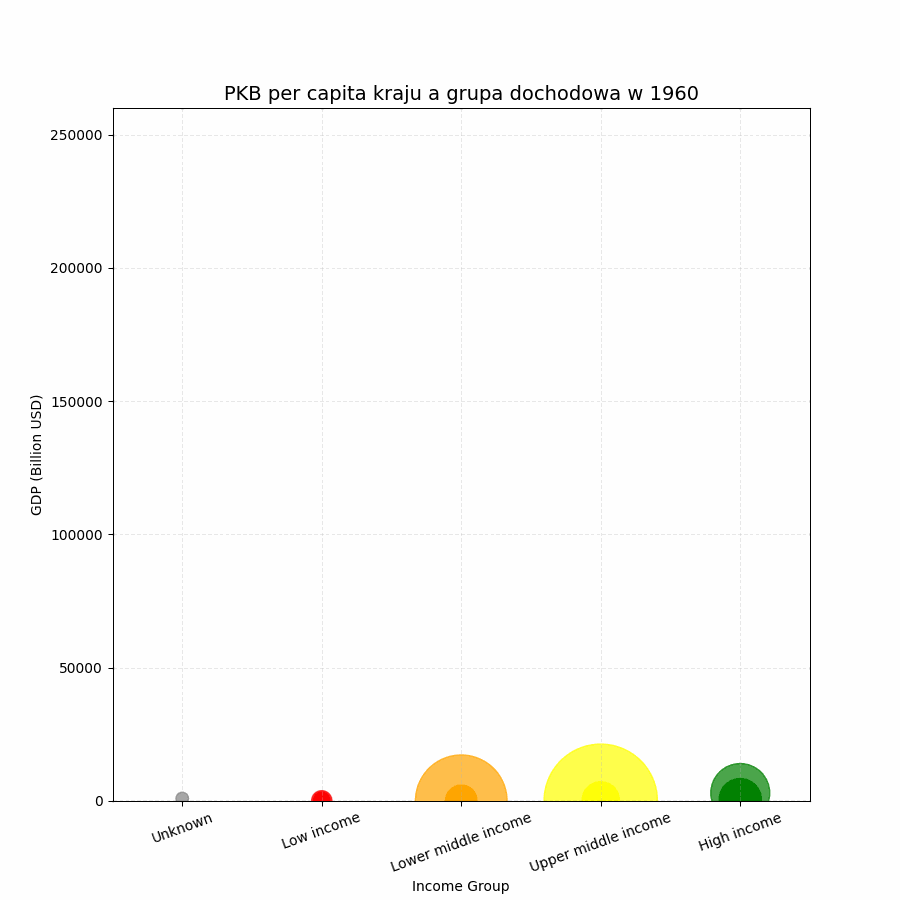 PKB per capita kraju a grupa dochodowa w 1960
250000
200000
150000
100000
50000
0
GDP (Billion USD)
Unknown
Low income
Lower middle income
Upper middle income
High income
Income Group